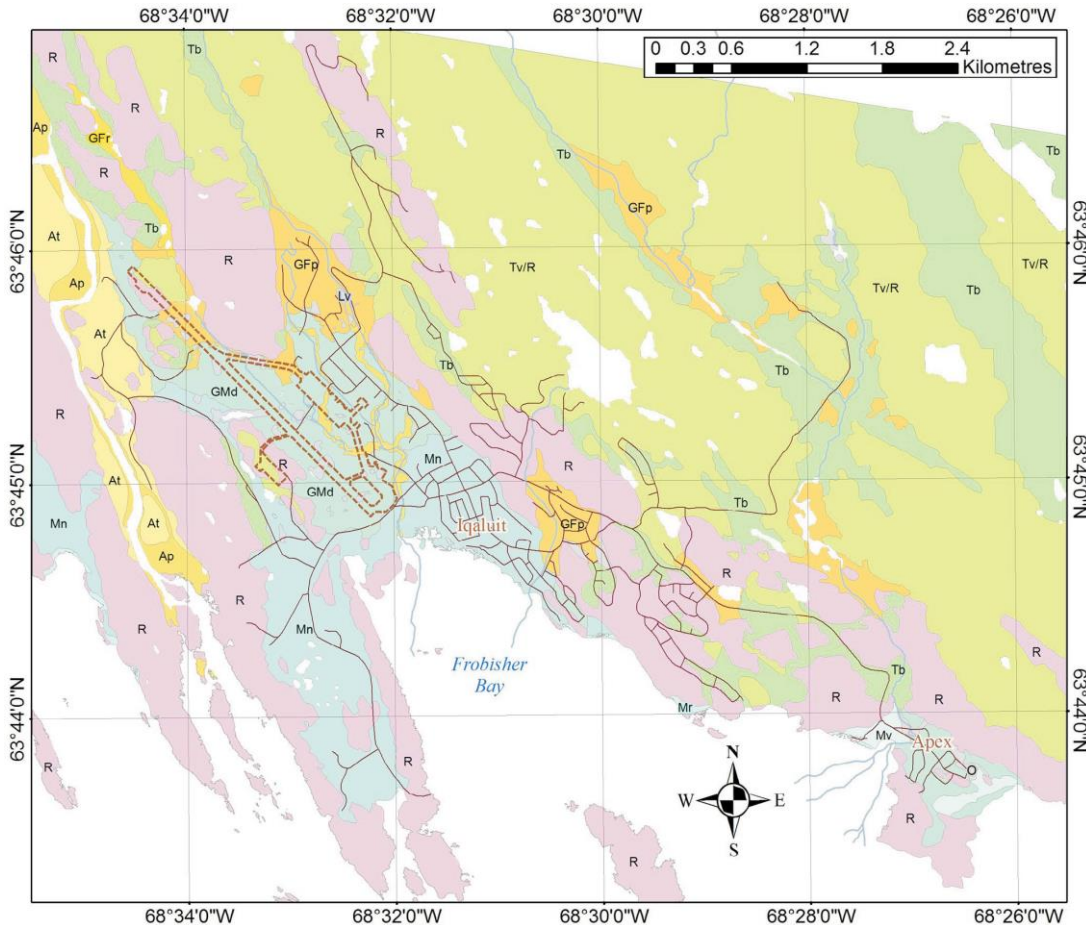 68°34'0"W 68°32'0"W 68°30'0"W 68°28'0"W 68°26'0"W
0 0.3 0.6 1.2 1.8 2.4
Kilometres
R Tb
R
Ap GFr R Tb Tb
R GFp
Tb
At R GFp Tv/R Tv/R
63°46'0"N 63°46'0"N
Ap Lv Tb
At
Tb Tb
GMd
R
Mn R
63°45'0"N R 63°45'0"N
At GMd Tb
Mn At Iqaluit GFp
Ap
R
R
R Mn R
Frobisher
Bay
Tb
R R
63°44'0"N Mr 63°44'0"N
Mv Apex
R R N O
W E
S R
R
68°34'0"W 68°32'0"W 68°30'0"W 68°28'0"W 68°26'0"W